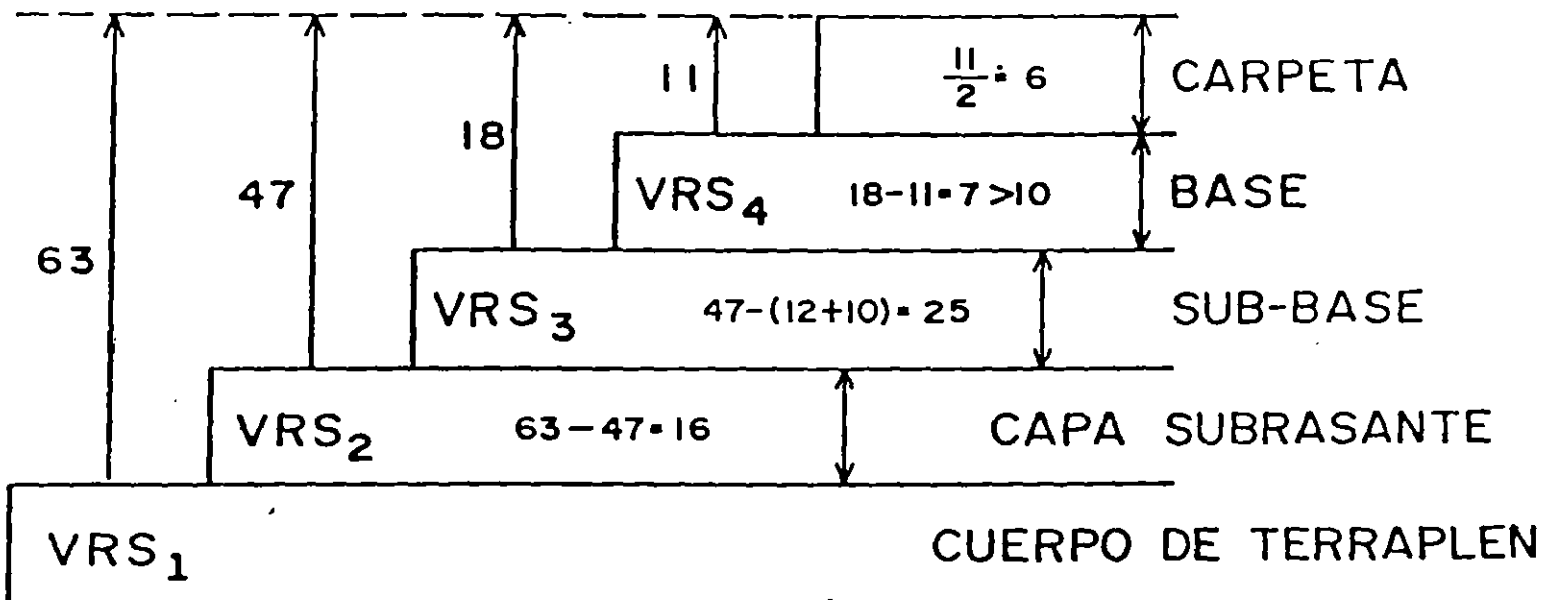 11 11/2 ≐ 6 CARPETA
18
47 VRS4 18-11=7>10 BASE
63
VRS3 47-(12+10)=25 SUB-BASE
VRS2 63-47=16 CAPA SUBRASANTE
VRS1 CUERPO DE TERRAPLEN